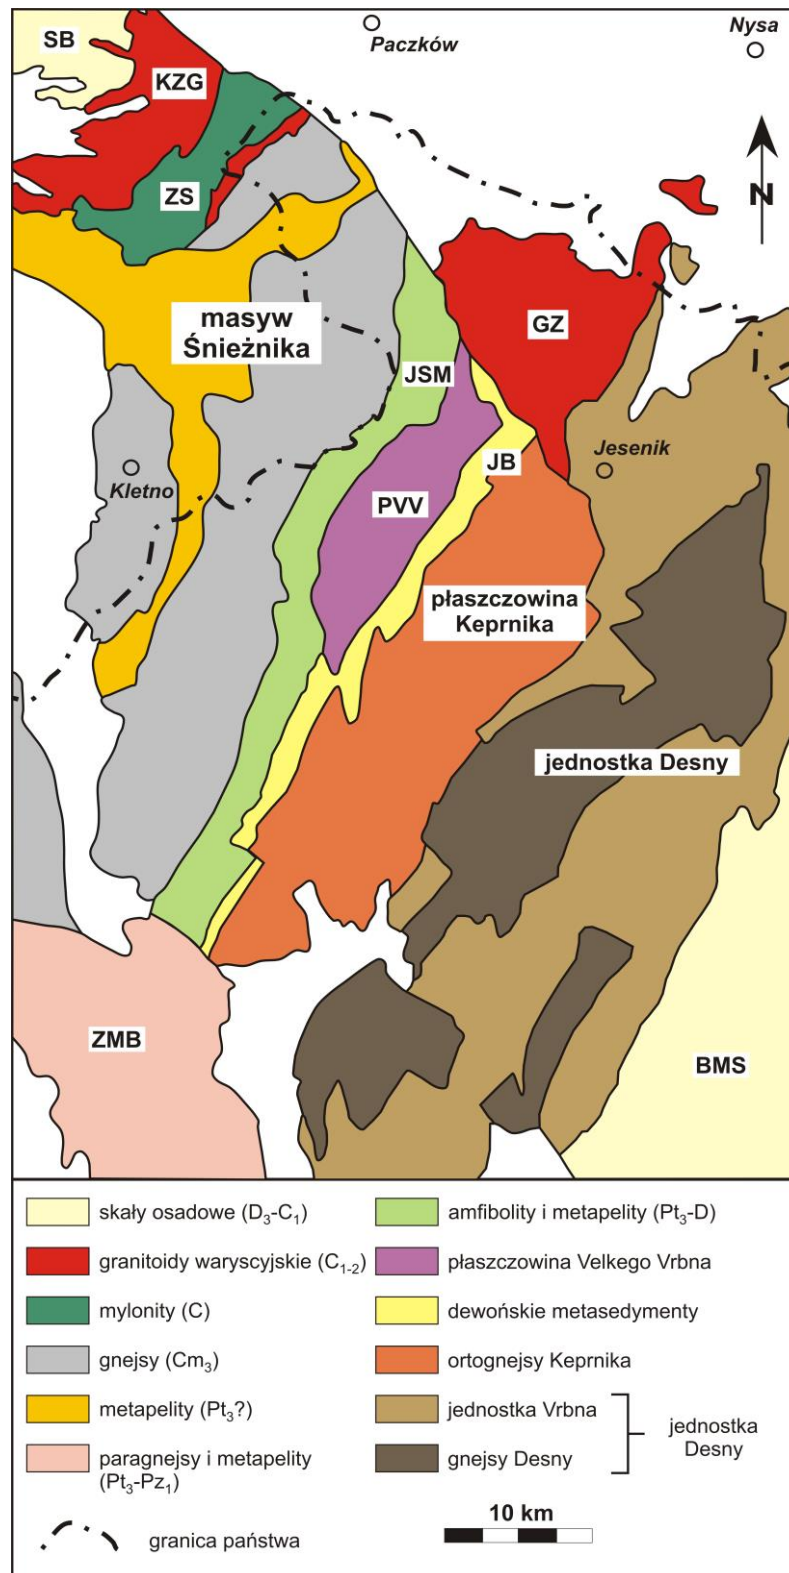 SB
Paczków
Nysa
KZG
ZS
N
masyw
Śnieżnika
GZ
JSM
Kletno
JB
Jesenik
PVV
płaszczowina
Keprnika
jednostka Desny
ZMB
BMS
skały osadowe (D₃-C₁)
granitoidy waryscyjskie (C₁₋₂)
mylonity (C)
gnejsy (Cm₃)
metapelity (Pt₃?)
paragnejsy i metapelity
(Pt₃-Pz₁)
granica państwa
amfibolity i metapelity (Pt₃-D)
płaszczowina Velkego Vrbna
dewońskie metasedymenty
ortognejsy Keprnika
jednostka Vrbna
gnejsy Desny
jednostka
Desny
10 km